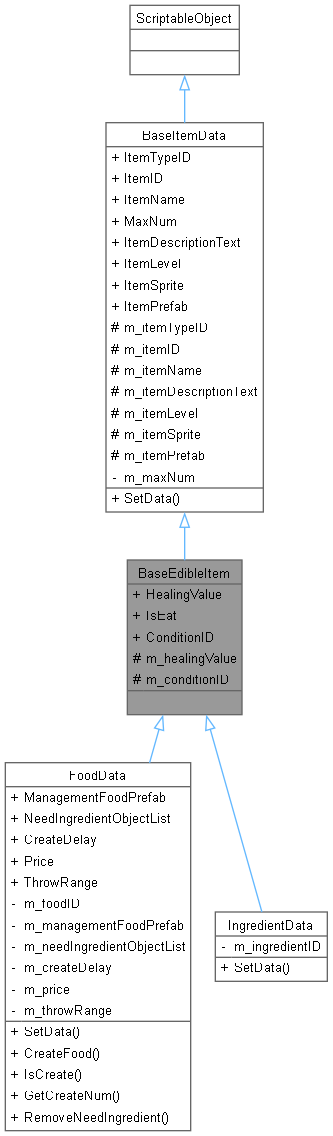 ScriptableObject
BaseItemData
+ ItemTypeID
+ ItemID
+ ItemName
+ MaxNum
+ ItemDescriptionText
+ ItemLevel
+ ItemSprite
+ ItemPrefab
# m_itemTypeID
# m_itemID
# m_itemName
# m_itemDescriptionText
# m_itemLevel
# m_itemSprite
# m_itemPrefab
- m_maxNum
+ SetData()
BaseEdibleItem
+ HealingValue
+ IsEat
+ ConditionID
# m_healingValue
# m_conditionID
FoodData
+ ManagementFoodPrefab
+ NeedIngredientObjectList
+ CreateDelay
+ Price
+ ThrowRange
- m_foodID
- m_managementFoodPrefab
- m_needIngredientObjectList
- m_createDelay
- m_price
- m_throwRange
+ SetData()
+ CreateFood()
+ IsCreate()
+ GetCreateNum()
+ RemoveNeedIngredient()
IngredientData
- m_ingredientID
+ SetData()